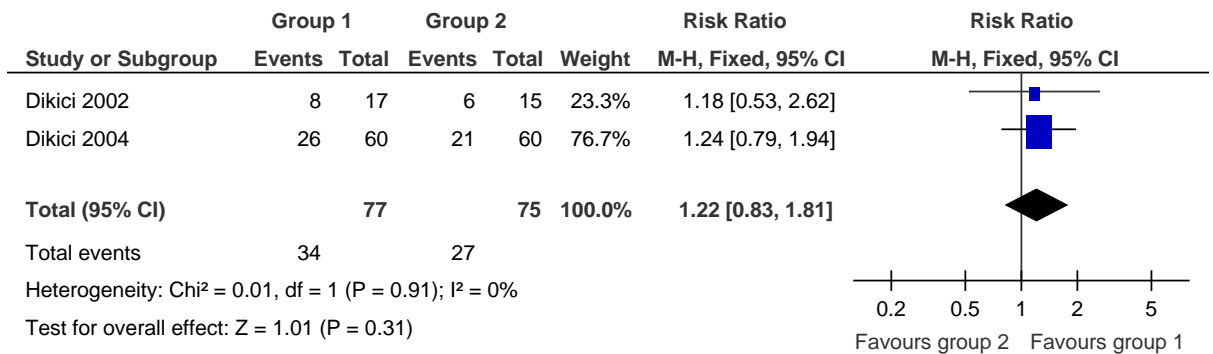 Group 1 Group 2 Risk Ratio Risk Ratio
Study or Subgroup Events Total Events Total Weight M-H, Fixed, 95% CI M-H, Fixed, 95% CI
Dikici 2002 8 17 6 15 23.3% 1.18 [0.53, 2.62]
Dikici 2004 26 60 21 60 76.7% 1.24 [0.79, 1.94]
Total (95% CI) 77 75 100.0% 1.22 [0.83, 1.81]
Total events 34 27
Heterogeneity: Chi² = 0.01, df = 1 (P = 0.91); I² = 0%
Test for overall effect: Z = 1.01 (P = 0.31)
0.2 0.5 1 2 5
Favours group 2 Favours group 1